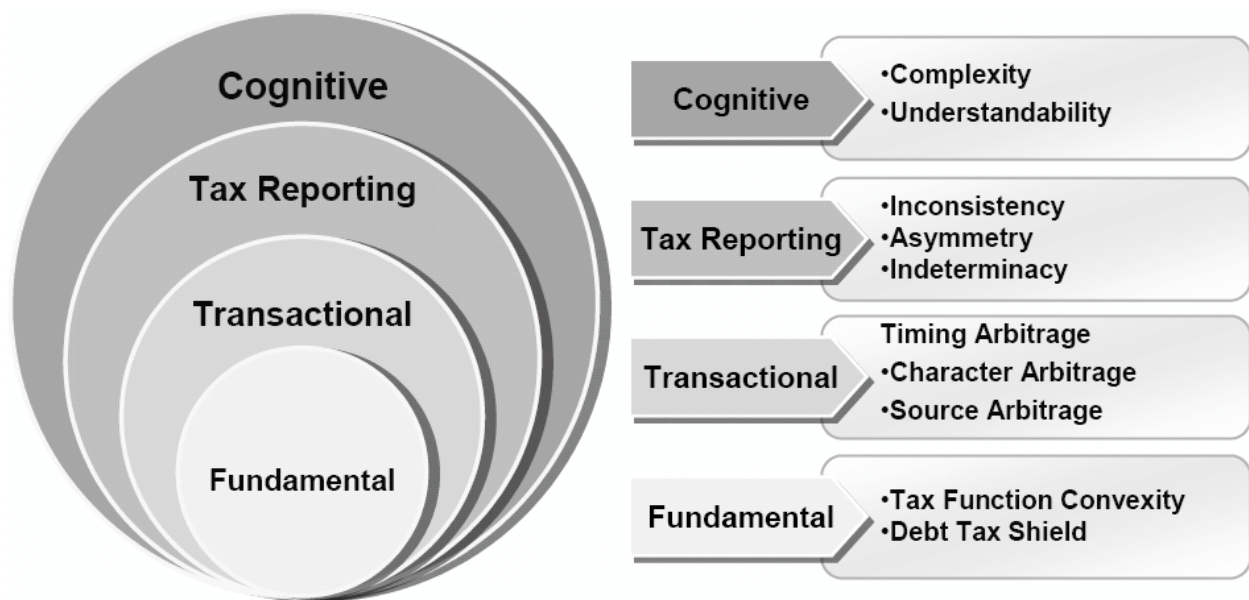 Cognitive
Tax Reporting
Transactional
Fundamental
Cognitive
•Complexity
•Understandability
Tax Reporting
•Inconsistency
•Asymmetry
•Indeterminacy
Transactional
Timing Arbitrage
•Character Arbitrage
•Source Arbitrage
Fundamental
•Tax Function Convexity
•Debt Tax Shield